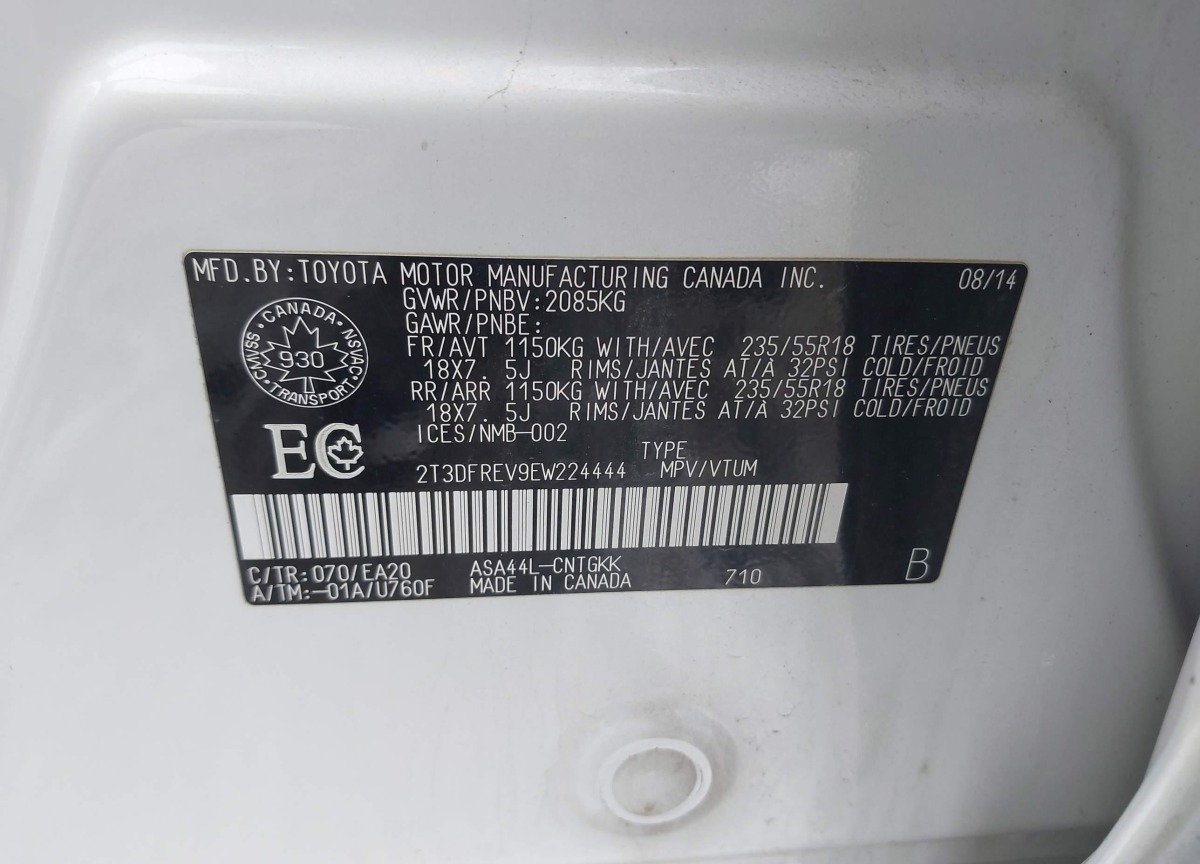 MFD.BY:TOYOTA MOTOR MANUFACTURING CANADA INC. 08/14
GVWR/PNBV:2085KG
GAWR/PNBE:
FR/AVT 1150KG WITH/AVEC 235/55R18 TIRES/PNEUS
18X7.5J RIMS/JANTES AT/À 32PSI COLD/FROID
RR/ARR 1150KG WITH/AVEC 235/55R18 TIRES/PNEUS
18X7.5J RIMS/JANTES AT/À 32PSI COLD/FROID
ICES/NMB-002
CANADA
CMVSS 930 NSVAC
TRANSPORT
EC
TYPE
2T3DFREV9EW224444 MPV/VTUM
C/TR:070/EA20 ASA44L-CNTGKK 710 B
A/TM:-01A/U760F MADE IN CANADA